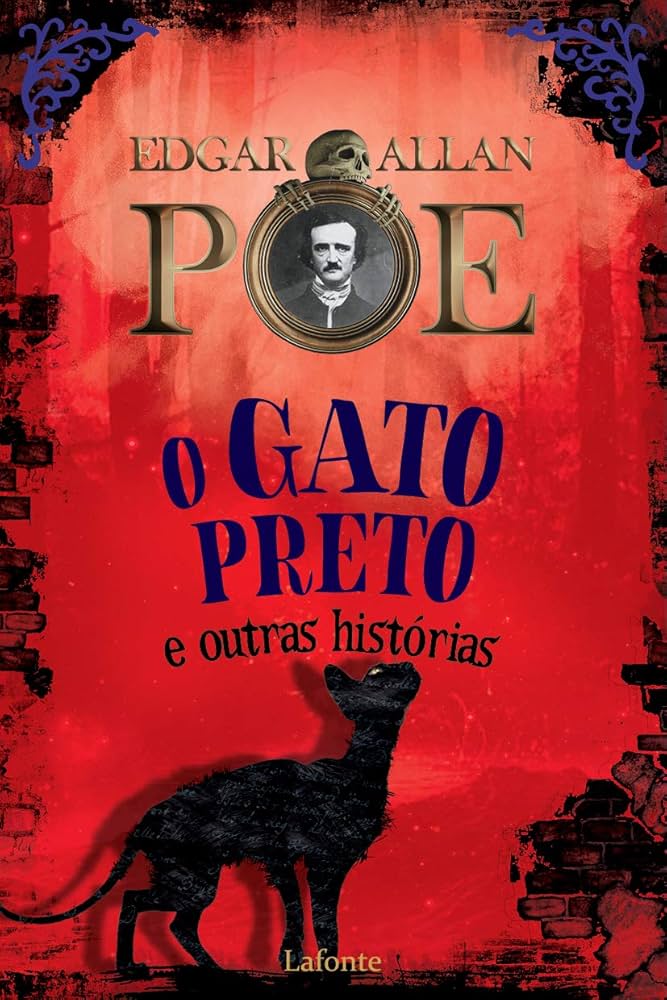 EDGAR ALLAN
POE
O GATO
PRETO
e outras histórias
Lafonte